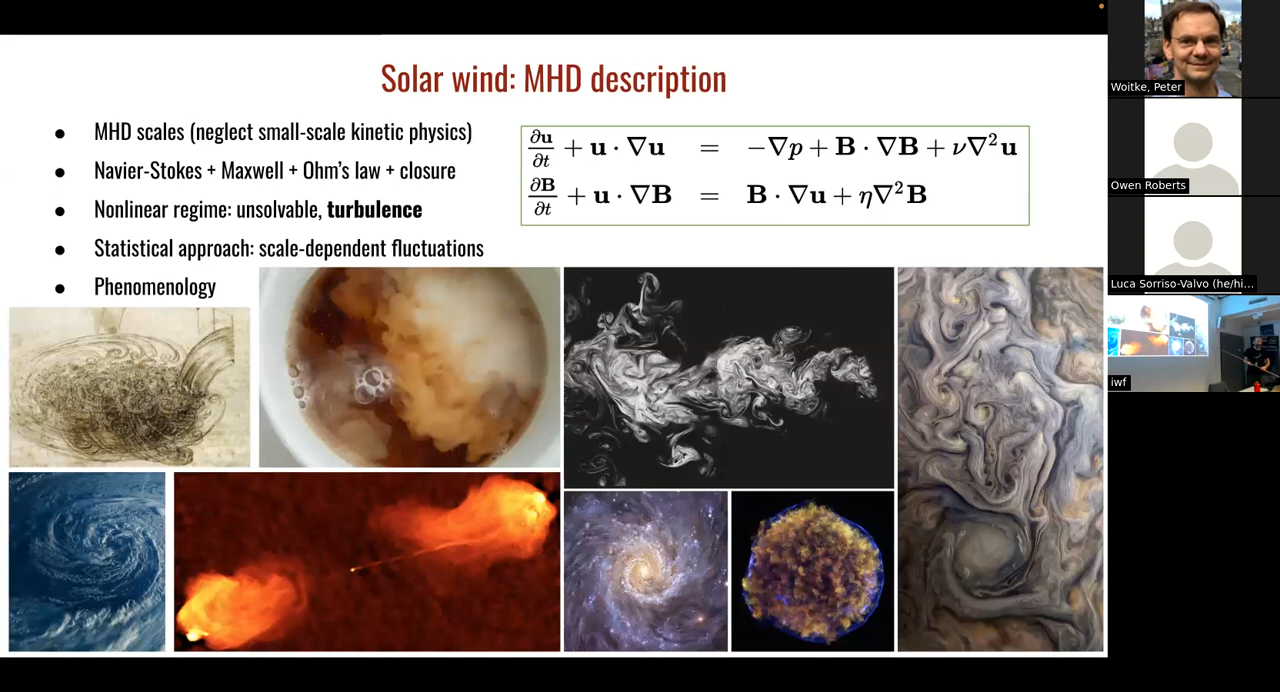 Solar wind: MHD description
● MHD scales (neglect small-scale kinetic physics)
● Navier-Stokes + Maxwell + Ohm's law + closure
● Nonlinear regime: unsolvable, turbulence
● Statistical approach: scale-dependent fluctuations
● Phenomenology
∂u/∂t + u · ∇u = −∇p + B · ∇B + ν∇²u
∂B/∂t + u · ∇B = B · ∇u + η∇²B
Woitke, Peter
Owen Roberts
Luca Sorriso-Valvo (he/hi...
iwf